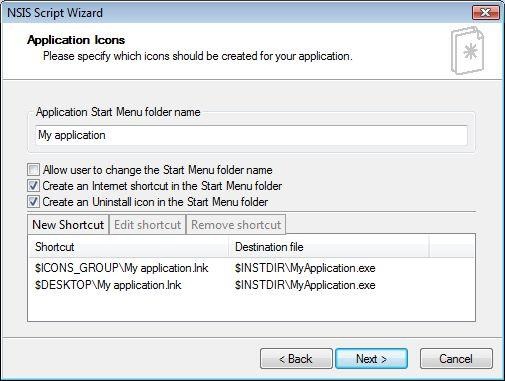 NSIS Script Wizard
Application Icons
Please specify which icons should be created for your application.
Application Start Menu folder name
My application
Allow user to change the Start Menu folder name
Create an Internet shortcut in the Start Menu folder
Create an Uninstall icon in the Start Menu folder
New Shortcut Edit shortcut Remove shortcut
Shortcut Destination file
$ICONS_GROUP\My application.lnk $INSTDIR\MyApplication.exe
$DESKTOP\My application.lnk $INSTDIR\MyApplication.exe
< Back Next > Cancel